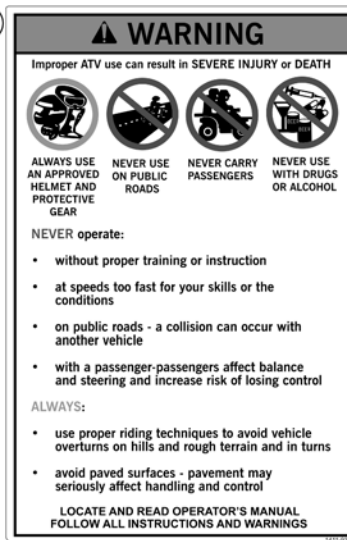 WARNING
Improper ATV use can result in SEVERE INJURY or DEATH
ALWAYS USE
AN APPROVED
HELMET AND
PROTECTIVE
GEAR
NEVER USE
ON PUBLIC
ROADS
NEVER CARRY
PASSENGERS
NEVER USE
WITH DRUGS
OR ALCOHOL
NEVER operate:
• without proper training or instruction
• at speeds too fast for your skills or the
conditions
• on public roads - a collision can occur with
another vehicle
• with a passenger-passengers affect balance
and steering and increase risk of losing control
ALWAYS:
• use proper riding techniques to avoid vehicle
overturns on hills and rough terrain and in turns
• avoid paved surfaces - pavement may
seriously affect handling and control
LOCATE AND READ OPERATOR'S MANUAL
FOLLOW ALL INSTRUCTIONS AND WARNINGS